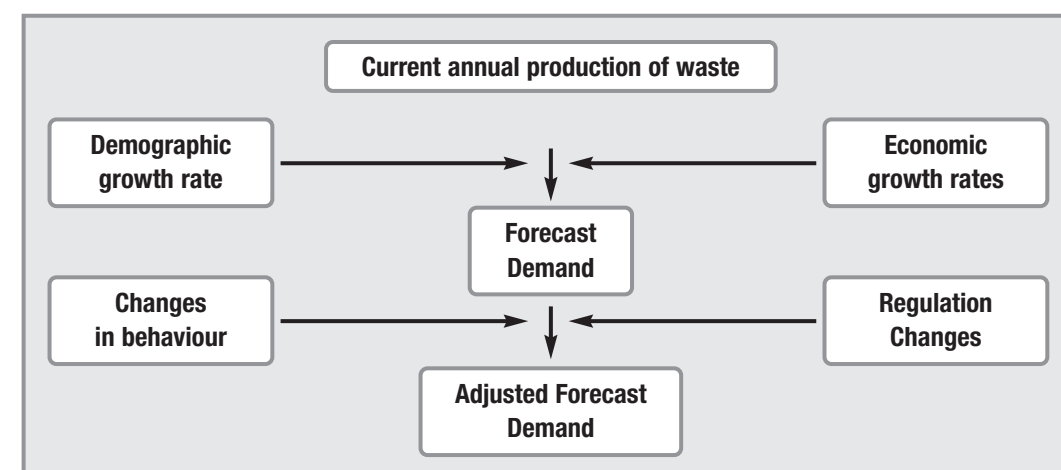 Current annual production of waste
Demographic
growth rate
Economic
growth rates
Forecast
Demand
Changes
in behaviour
Regulation
Changes
Adjusted Forecast
Demand